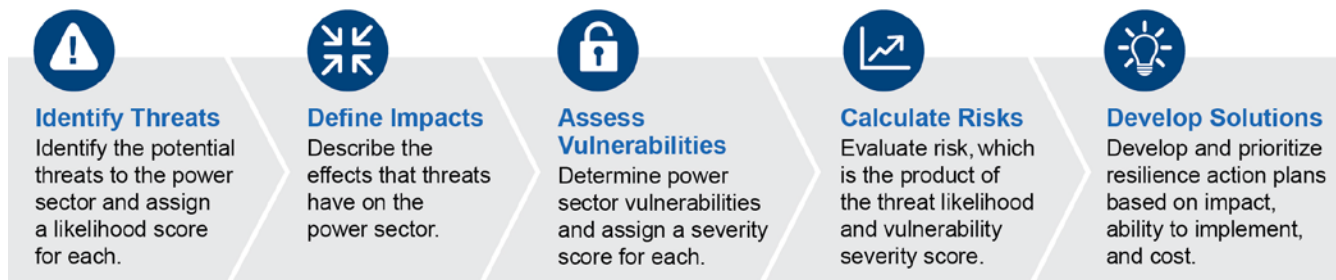 Identify Threats
Identify the potential
threats to the power
sector and assign
a likelihood score
for each.
Define Impacts
Describe the
effects that threats
have on the
power sector.
Assess
Vulnerabilities
Determine power
sector vulnerabilities
and assign a severity
score for each.
Calculate Risks
Evaluate risk, which
is the product of
the threat likelihood
and vulnerability
severity score.
Develop Solutions
Develop and prioritize
resilience action plans
based on impact,
ability to implement,
and cost.